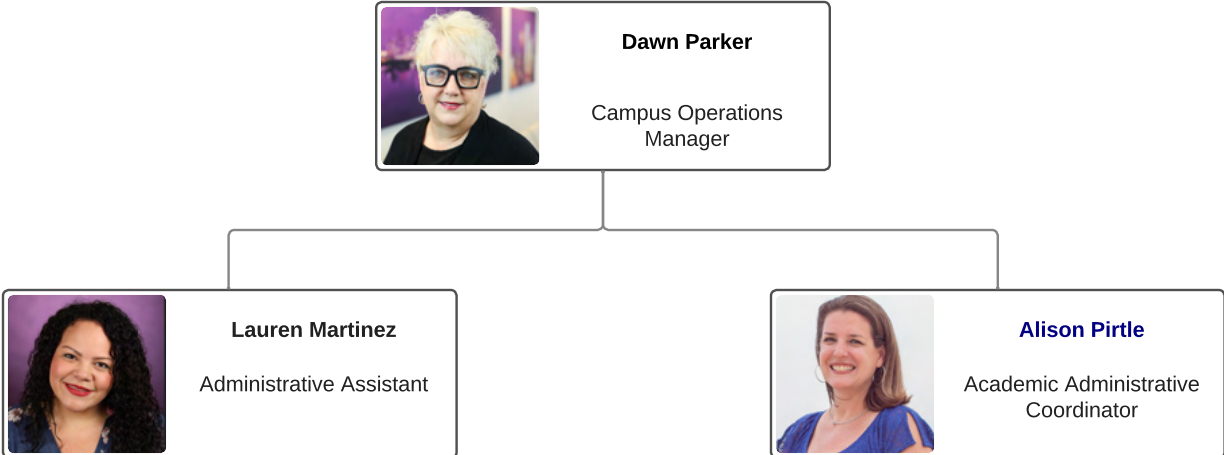 Dawn Parker
Campus Operations
Manager
Lauren Martinez
Administrative Assistant
Alison Pirtle
Academic Administrative
Coordinator